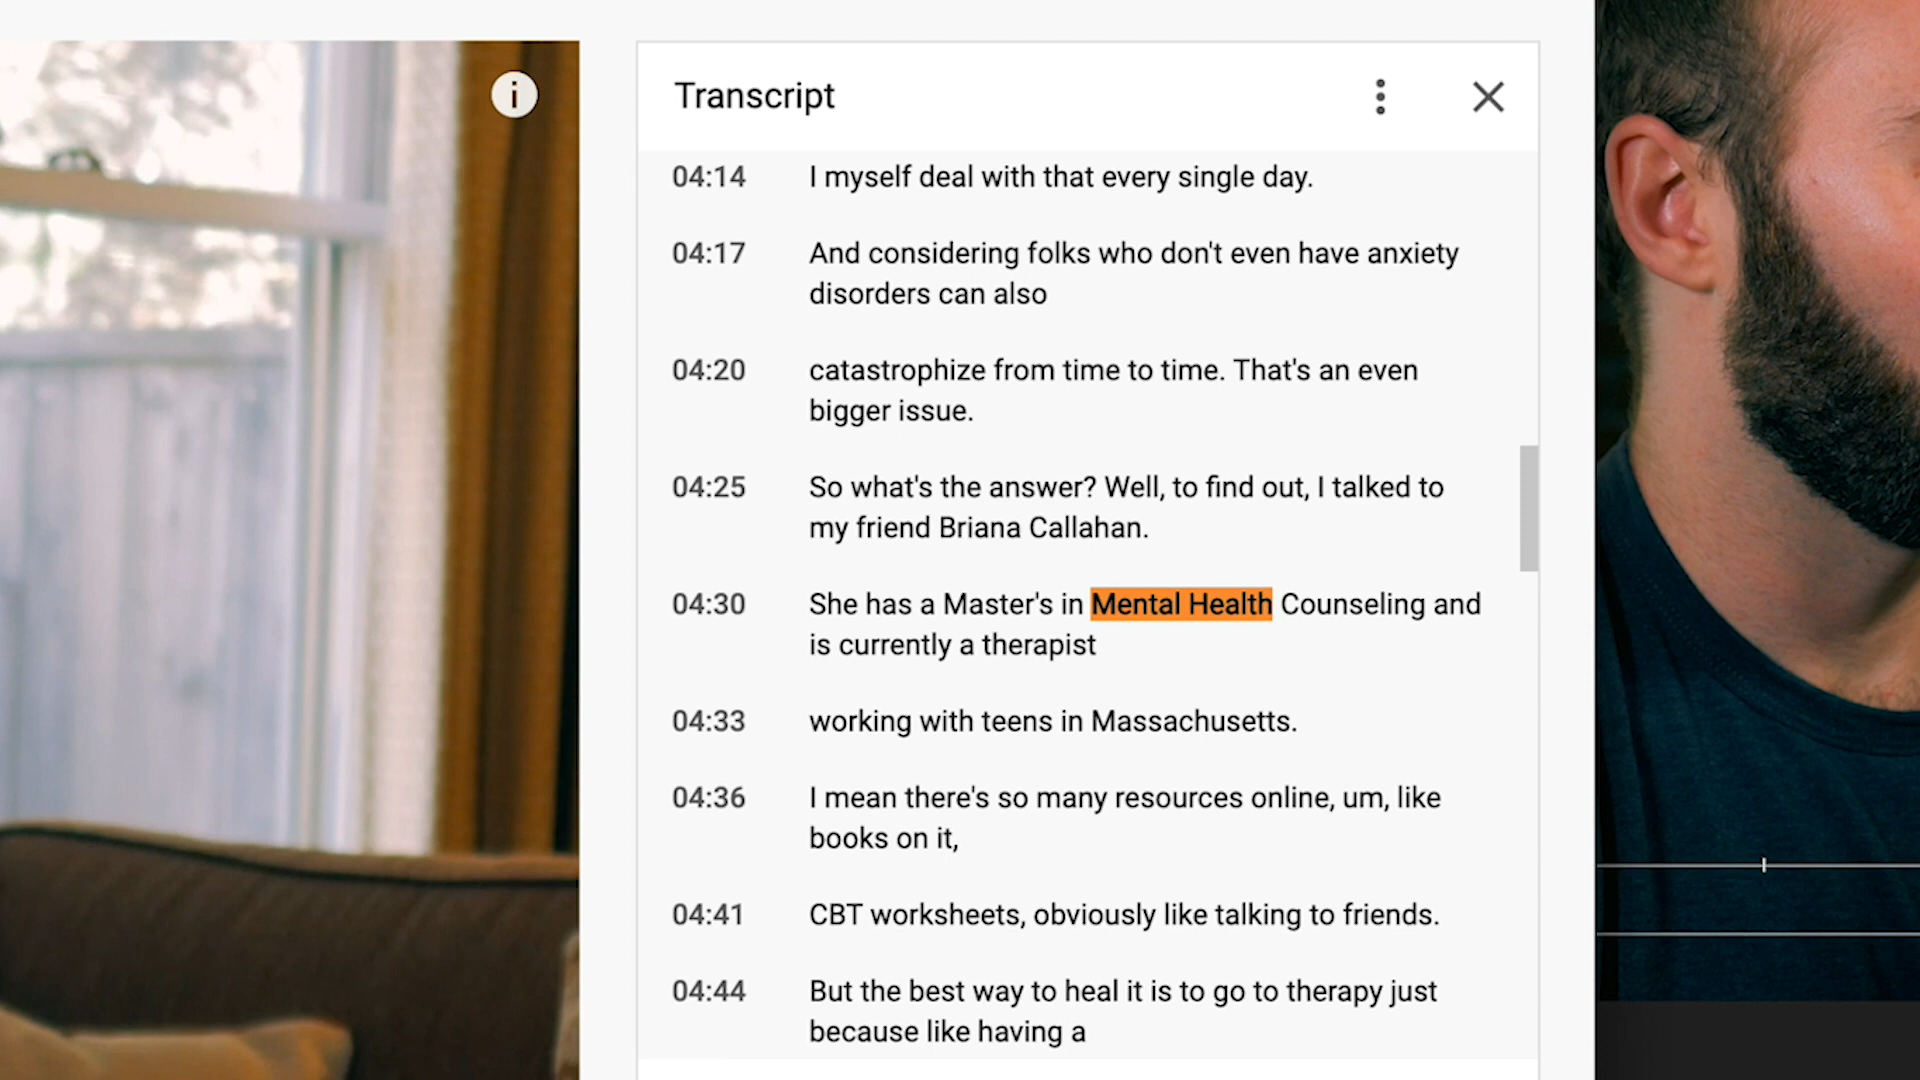 Transcript
04:14 I myself deal with that every single day.
04:17 And considering folks who don't even have anxiety
disorders can also
04:20 catastrophize from time to time. That's an even
bigger issue.
04:25 So what's the answer? Well, to find out, I talked to
my friend Briana Callahan.
04:30 She has a Master's in Mental Health Counseling and
is currently a therapist
04:33 working with teens in Massachusetts.
04:36 I mean there's so many resources online, um, like
books on it,
04:41 CBT worksheets, obviously like talking to friends.
04:44 But the best way to heal it is to go to therapy just
because like having a